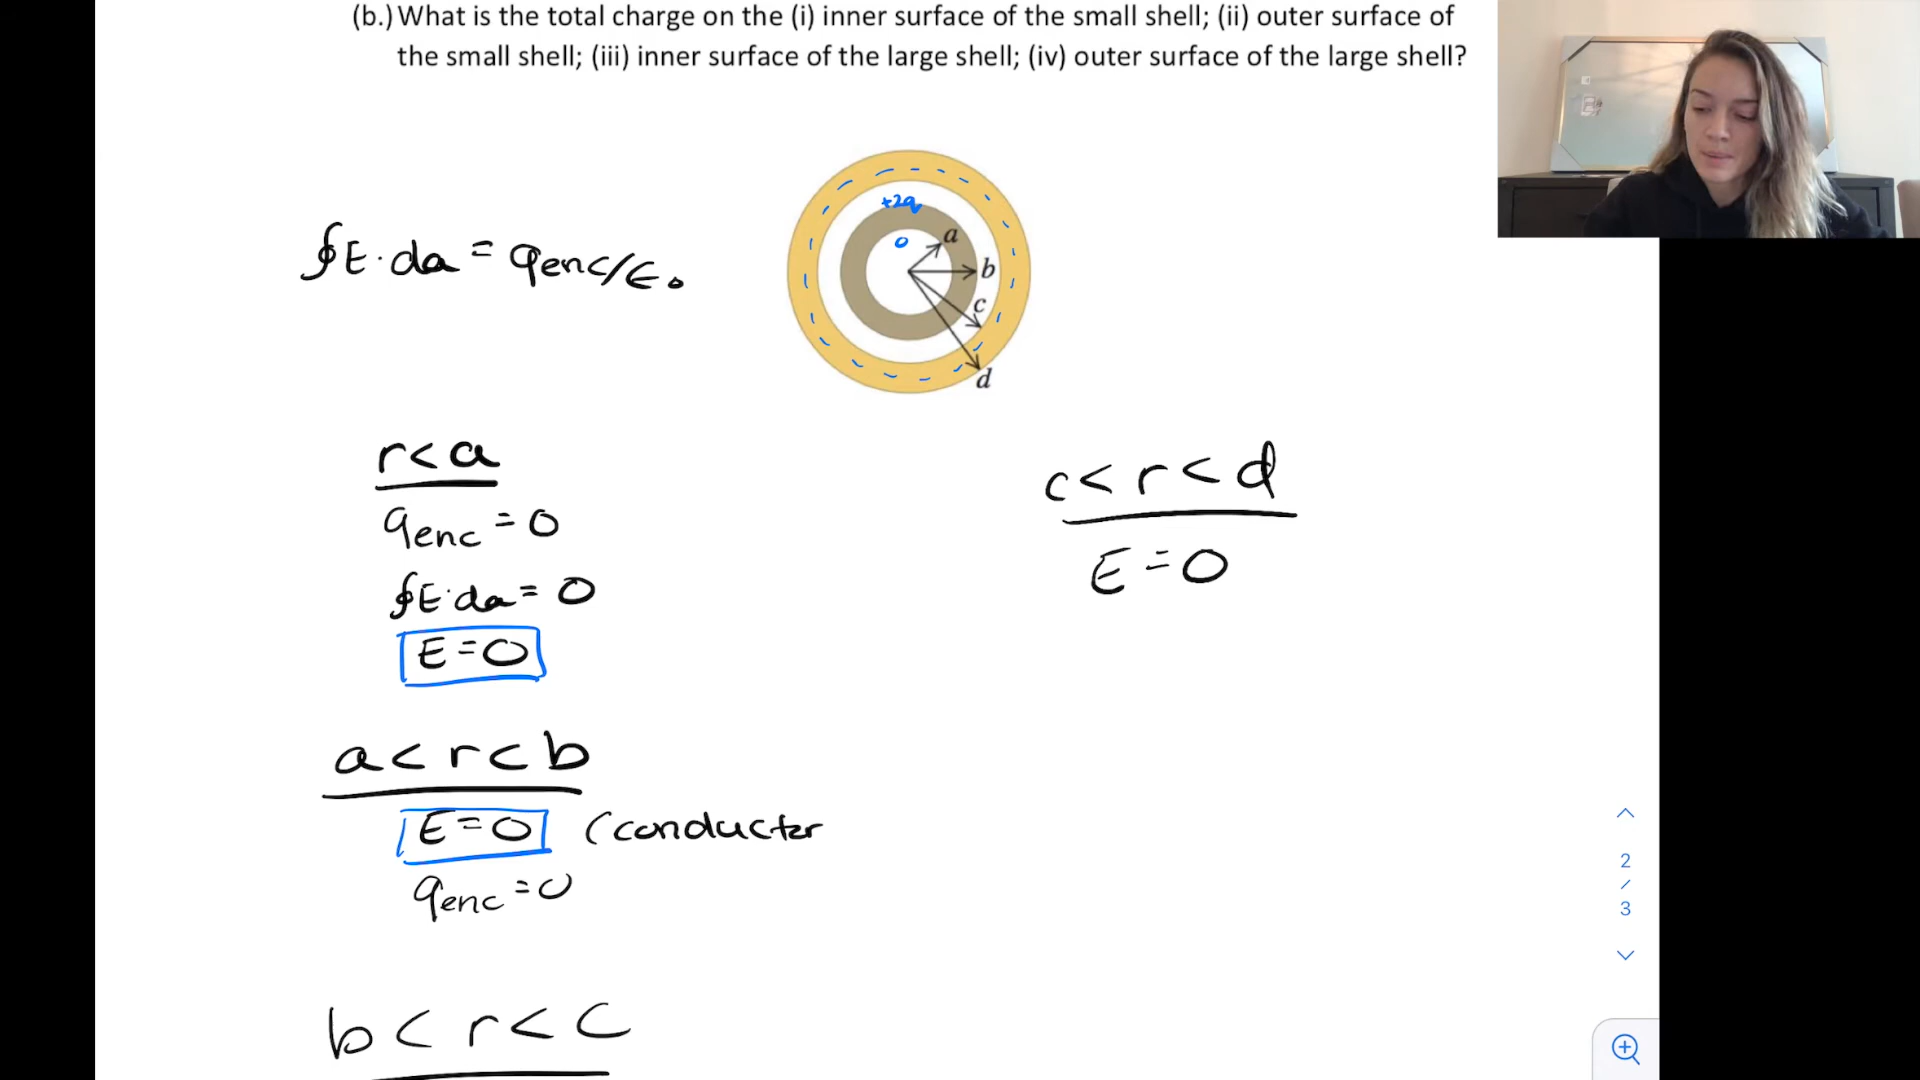 (b.) What is the total charge on the (i) inner surface of the small shell; (ii) outer surface of
the small shell; (iii) inner surface of the large shell; (iv) outer surface of the large shell?
∮E·da = qenc/ε₀
+2q
0
a
b
c
d
r<a
qenc = 0
∮E·da = 0
E = 0
a<r<b
E = 0 (conductor
qenc = 0
b<r<c
c<r<d
E = 0
2
/
3